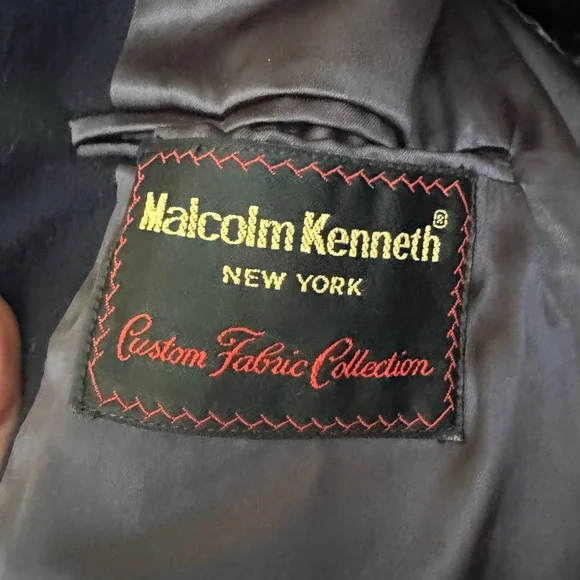 Malcolm Kenneth®
NEW YORK
Custom Fabric Collection